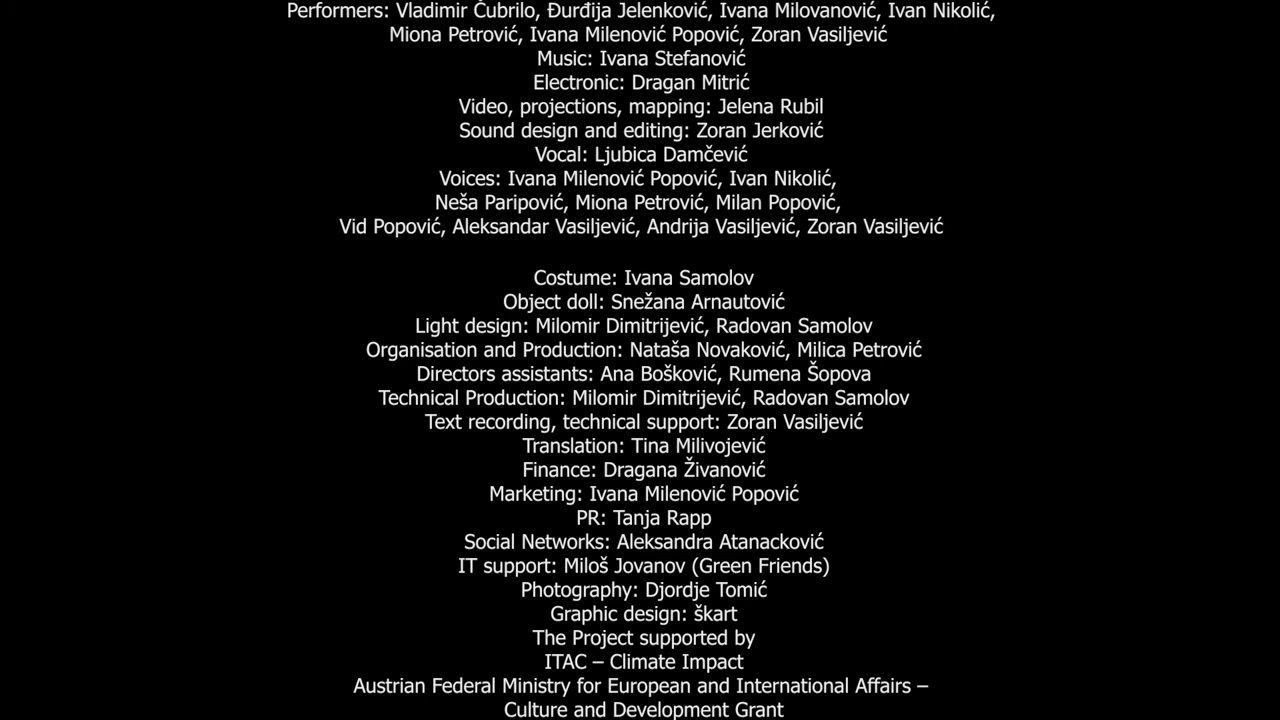 Performers: Vladimir Čubrilo, Đurđija Jelenković, Ivana Milovanović, Ivan Nikolić,
Miona Petrović, Ivana Milenović Popović, Zoran Vasiljević
Music: Ivana Stefanović
Electronic: Dragan Mitrić
Video, projections, mapping: Jelena Rubil
Sound design and editing: Zoran Jerković
Vocal: Ljubica Damčević
Voices: Ivana Milenović Popović, Ivan Nikolić,
Neša Paripović, Miona Petrović, Milan Popović,
Vid Popović, Aleksandar Vasiljević, Andrija Vasiljević, Zoran Vasiljević
Costume: Ivana Samolov
Object doll: Snežana Arnautović
Light design: Milomir Dimitrijević, Radovan Samolov
Organisation and Production: Nataša Novaković, Milica Petrović
Directors assistants: Ana Bošković, Rumena Šopova
Technical Production: Milomir Dimitrijević, Radovan Samolov
Text recording, technical support: Zoran Vasiljević
Translation: Tina Milivojević
Finance: Dragana Živanović
Marketing: Ivana Milenović Popović
PR: Tanja Rapp
Social Networks: Aleksandra Atanacković
IT support: Miloš Jovanov (Green Friends)
Photography: Djordje Tomić
Graphic design: škart
The Project supported by
ITAC – Climate Impact
Austrian Federal Ministry for European and International Affairs –
Culture and Development Grant